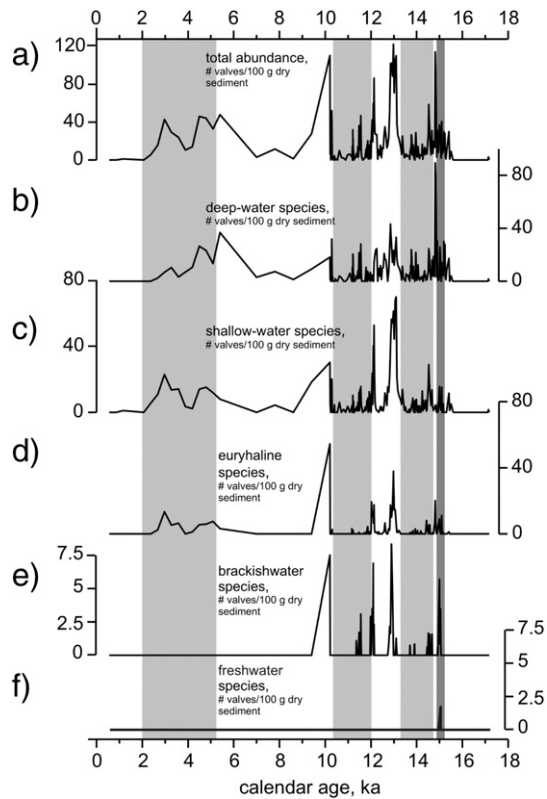 0 2 4 6 8 10 12 14 16 18
a)
120
80
40
0
total abundance,
# valves/100 g dry
sediment
b)
80
40
0
deep-water species,
# valves/100 g dry sediment
c)
80
40
0
shallow-water species,
# valves/100 g dry sediment
d)
80
40
0
euryhaline
species,
# valves/100 g dry
sediment
e)
7.5
5
2.5
0
brackishwater
species,
# valves/100 g dry
sediment
f)
7.5
5
2.5
0
freshwater
species,
# valves/100 g dry
sediment
0 2 4 6 8 10 12 14 16 18
calendar age, ka